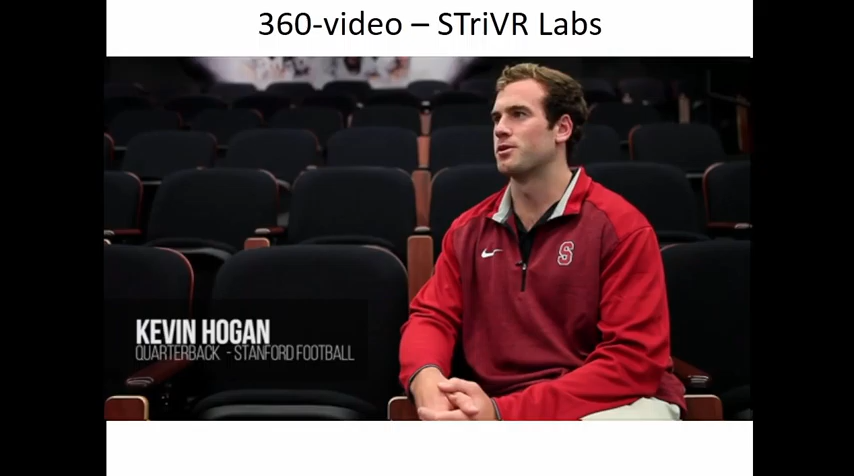 360-video – STriVR Labs
S
KEVIN HOGAN
QUARTERBACK - STANFORD FOOTBALL